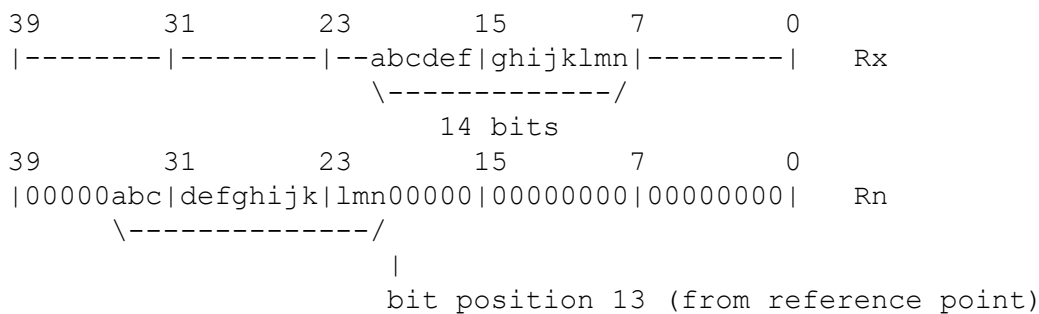 39        31        23        15        7         0
|--------|--------|--abcdef|ghijklmn|--------|   Rx
                     \-------------/
                         14 bits
39        31        23        15        7         0
|00000abc|defghijk|lmn00000|00000000|00000000|   Rn
      \--------------/
                      |
                      bit position 13 (from reference point)